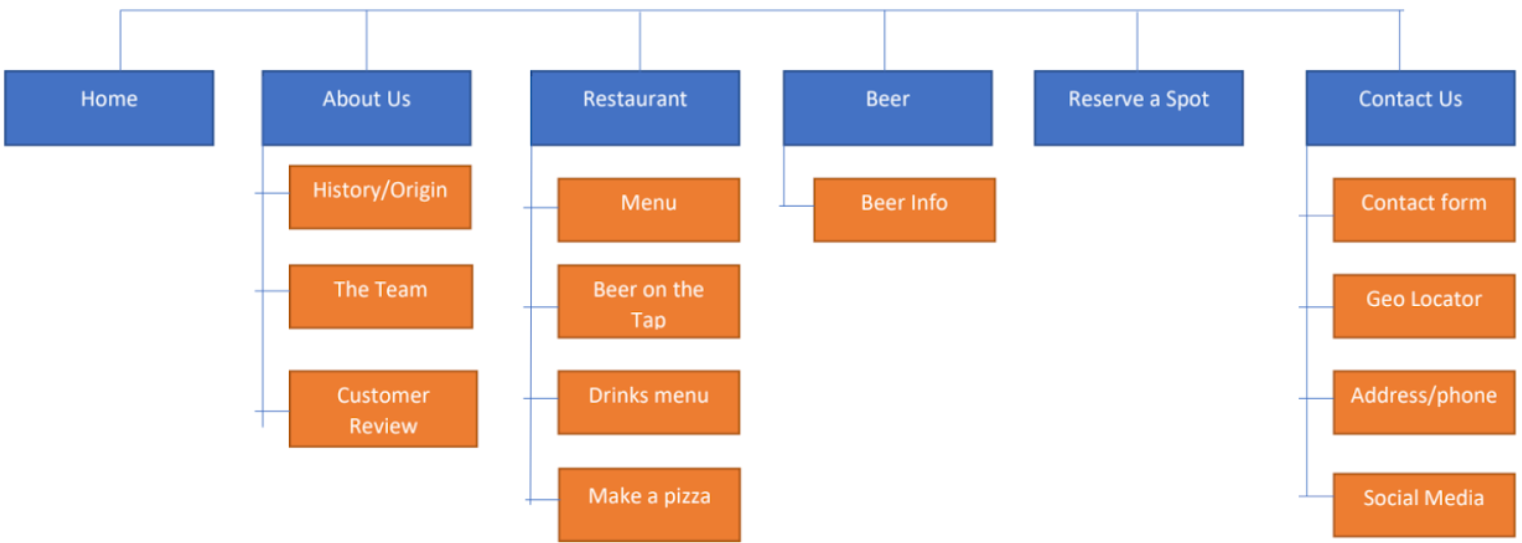 Home
About Us
Restaurant
Beer
Reserve a Spot
Contact Us
History/Origin
The Team
Customer
Review
Menu
Beer on the
Tap
Drinks menu
Make a pizza
Beer Info
Contact form
Geo Locator
Address/phone
Social Media